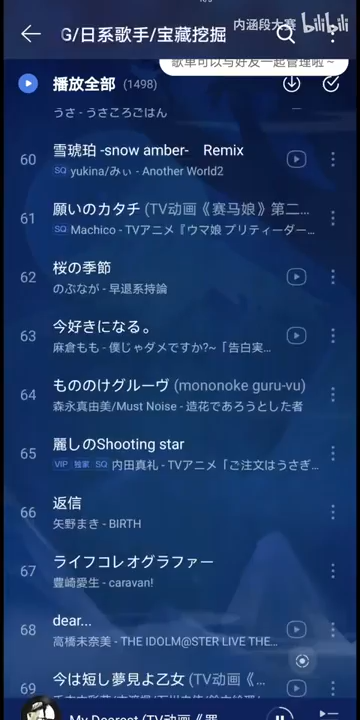 内涵段大赛 bilibili
G/日系歌手/宝藏挖掘
歌单可以与好友一起管理啦~
播放全部 (1498)
うさ - うさころごはん
60 雪琥珀 -snow amber- Remix
SQ yukina/みぃ - Another World2
61 願いのカタチ (TV动画《赛马娘》第二...
SQ Machico - TVアニメ『ウマ娘 プリティーダー...
62 桜の季節
のぶなが - 早退系持論
63 今好きになる。
麻倉もも - 僕じゃダメですか?~「告白実...
64 もののけグルーヴ (mononoke guru-vu)
森永真由美/Must Noise - 造花であろうとした者
65 麗しのShooting star
VIP 独家 SQ 内田真礼 - TVアニメ「ご注文はうさぎ...
66 返信
矢野まき - BIRTH
67 ライフコレオグラファー
豊崎愛生 - caravan!
68 dear...
高橋未奈美 - THE IDOLM@STER LIVE THE...
69 今は短し夢見よ乙女 (TV动画《...
My Dearest (TV动画《罪